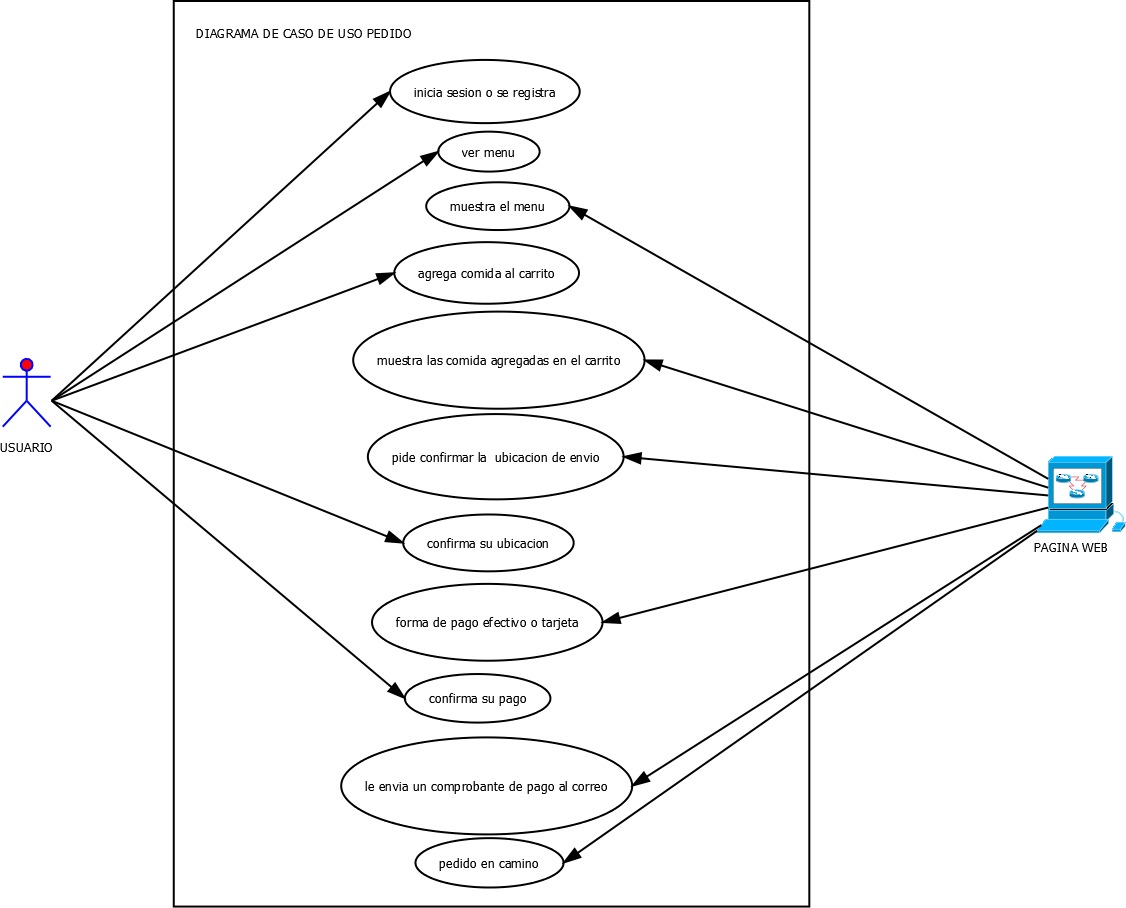 DIAGRAMA DE CASO DE USO PEDIDO
inicia sesion o se registra
ver menu
muestra el menu
agrega comida al carrito
muestra las comida agregadas en el carrito
USUARIO
pide confirmar la  ubicacion de envio
confirma su ubicacion
PAGINA WEB
forma de pago efectivo o tarjeta
confirma su pago
le envia un comprobante de pago al correo
pedido en camino